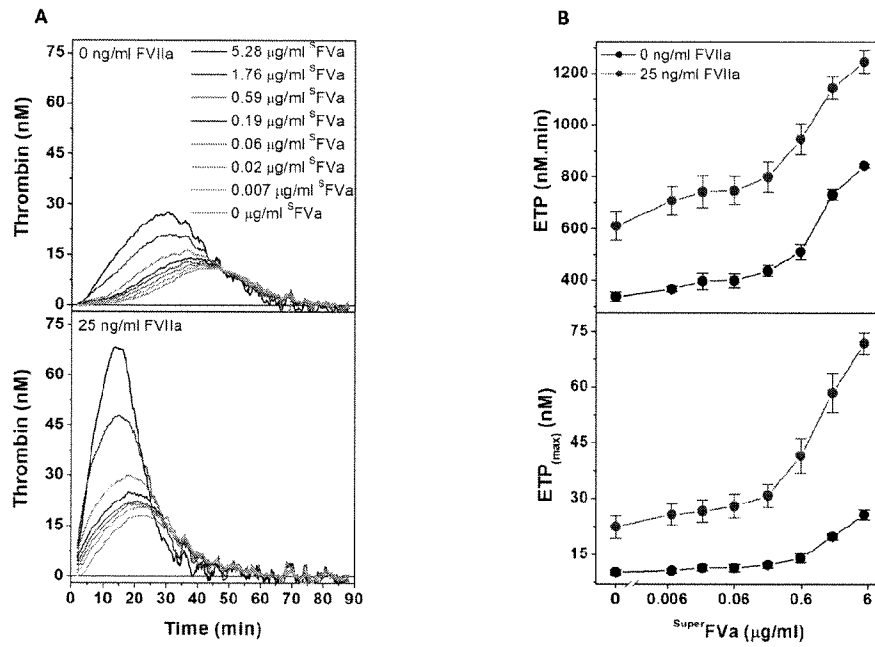 A
0 ng/ml FVIIa
5.28 µg/ml SFVa
1.76 µg/ml SFVa
0.59 µg/ml SFVa
0.19 µg/ml SFVa
0.06 µg/ml SFVa
0.02 µg/ml SFVa
0.007 µg/ml SFVa
0 µg/ml SFVa
Thrombin (nM)
75
60
45
30
15
0
25 ng/ml FVIIa
Thrombin (nM)
75
60
45
30
15
0
0 10 20 30 40 50 60 70 80 90
Time (min)
B
0 ng/ml FVIIa
25 ng/ml FVIIa
ETP (nM.min)
1200
1000
800
600
400
ETP(max) (nM)
75
60
45
30
15
0 0.006 0.06 0.6 6
SuperFVa (µg/ml)